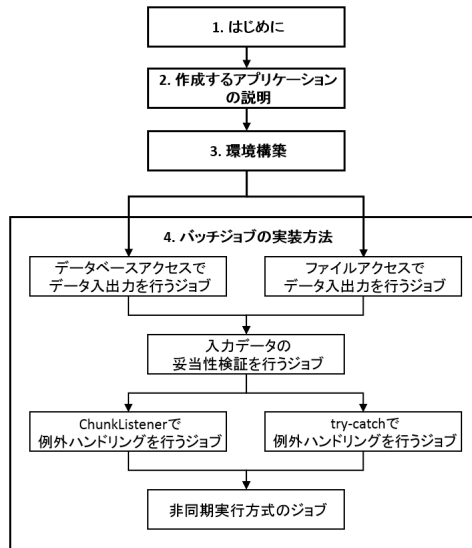 1. はじめに
2. 作成するアプリケーション
の説明
3. 環境構築
4. バッチジョブの実装方法
データベースアクセスで
データ入出力を行うジョブ
ファイルアクセスで
データ入出力を行うジョブ
入力データの
妥当性検証を行うジョブ
ChunkListenerで
例外ハンドリングを行うジョブ
try-catchで
例外ハンドリングを行うジョブ
非同期実行方式のジョブ